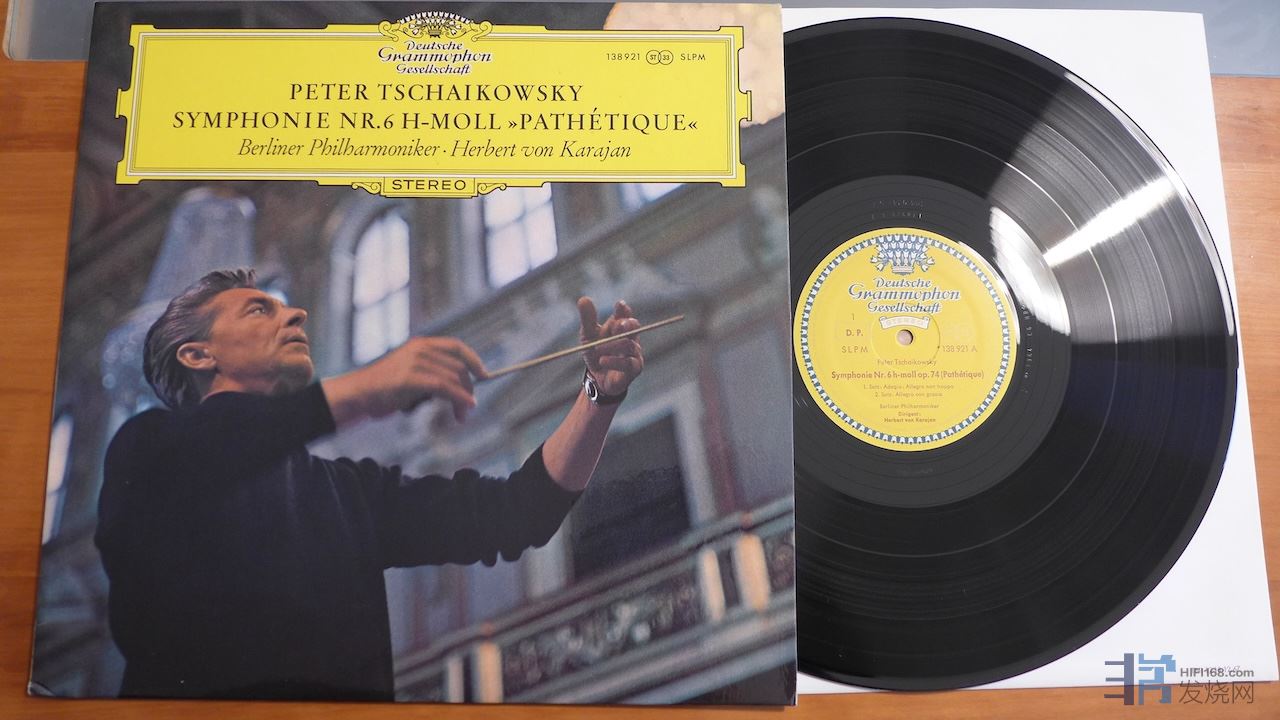 Deutsche
Grammophon
Gesellschaft
138921 ST 33 SLPM
PETER TSCHAIKOWSKY
SYMPHONIE NR.6 H-MOLL »PATHÉTIQUE«
Berliner Philharmoniker · Herbert von Karajan
STEREO
Deutsche
Grammophon
Gesellschaft
STEREO
1
D. P.
SLPM 138 921 A
Peter Tschaikowsky
Symphonie Nr. 6 h-moll op. 74 (Pathétique)
1. Satz: Adagio. Allegro non troppo
2. Satz: Allegro con grazia
Berliner Philharmoniker
Dirigent:
Herbert von Karajan
HIFI168.com
发烧网